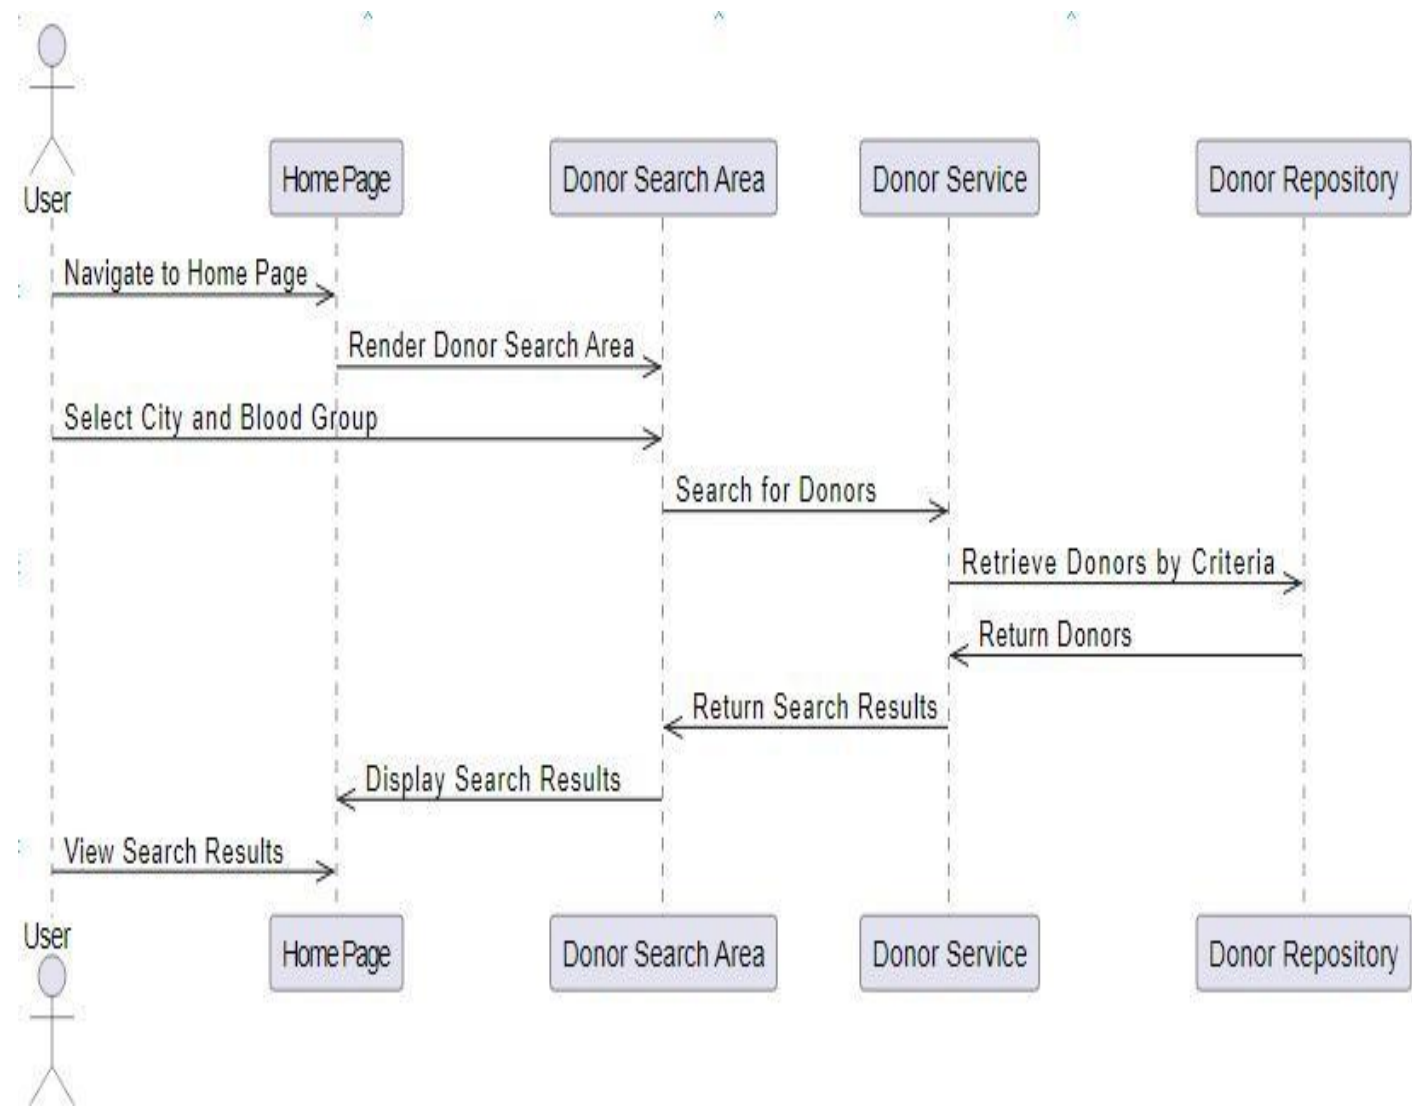 User
Home Page
Donor Search Area
Donor Service
Donor Repository
Navigate to Home Page
Render Donor Search Area
Select City and Blood Group
Search for Donors
Retrieve Donors by Criteria
Return Donors
Return Search Results
Display Search Results
View Search Results
User
Home Page
Donor Search Area
Donor Service
Donor Repository